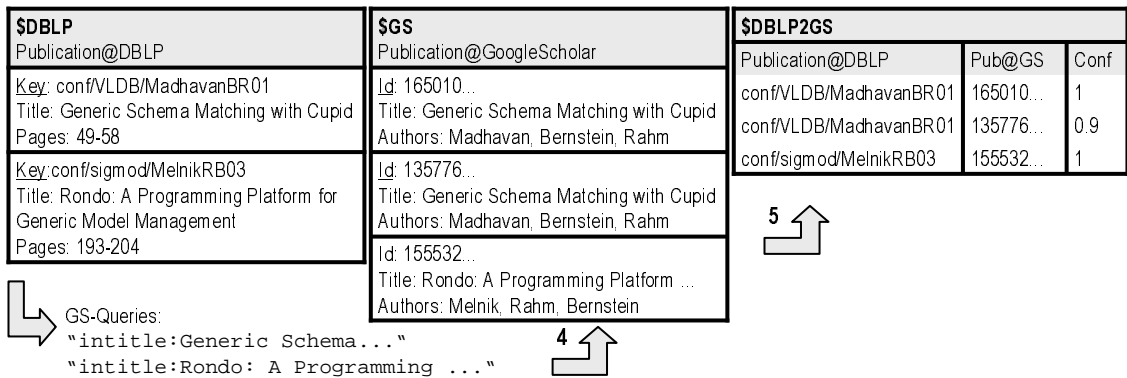 $DBLP
Publication@DBLP
Key: conf/VLDB/MadhavanBR01
Title: Generic Schema Matching with Cupid
Pages: 49-58
Key:conf/sigmod/MelnikRB03
Title: Rondo: A Programming Platform for
Generic Model Management
Pages: 193-204
GS-Queries:
"intitle:Generic Schema..."
"intitle:Rondo: A Programming ..."
$GS
Publication@GoogleScholar
Id: 165010...
Title: Generic Schema Matching with Cupid
Authors: Madhavan, Bernstein, Rahm
Id: 135776...
Title: Generic Schema Matching with Cupid
Authors: Madhavan, Bernstein, Rahm
Id: 155532...
Title: Rondo: A Programming Platform ...
Authors: Melnik, Rahm, Bernstein
4
$DBLP2GS
Publication@DBLP Pub@GS Conf
conf/VLDB/MadhavanBR01 165010... 1
conf/VLDB/MadhavanBR01 135776... 0.9
conf/sigmod/MelnikRB03 155532... 1
5